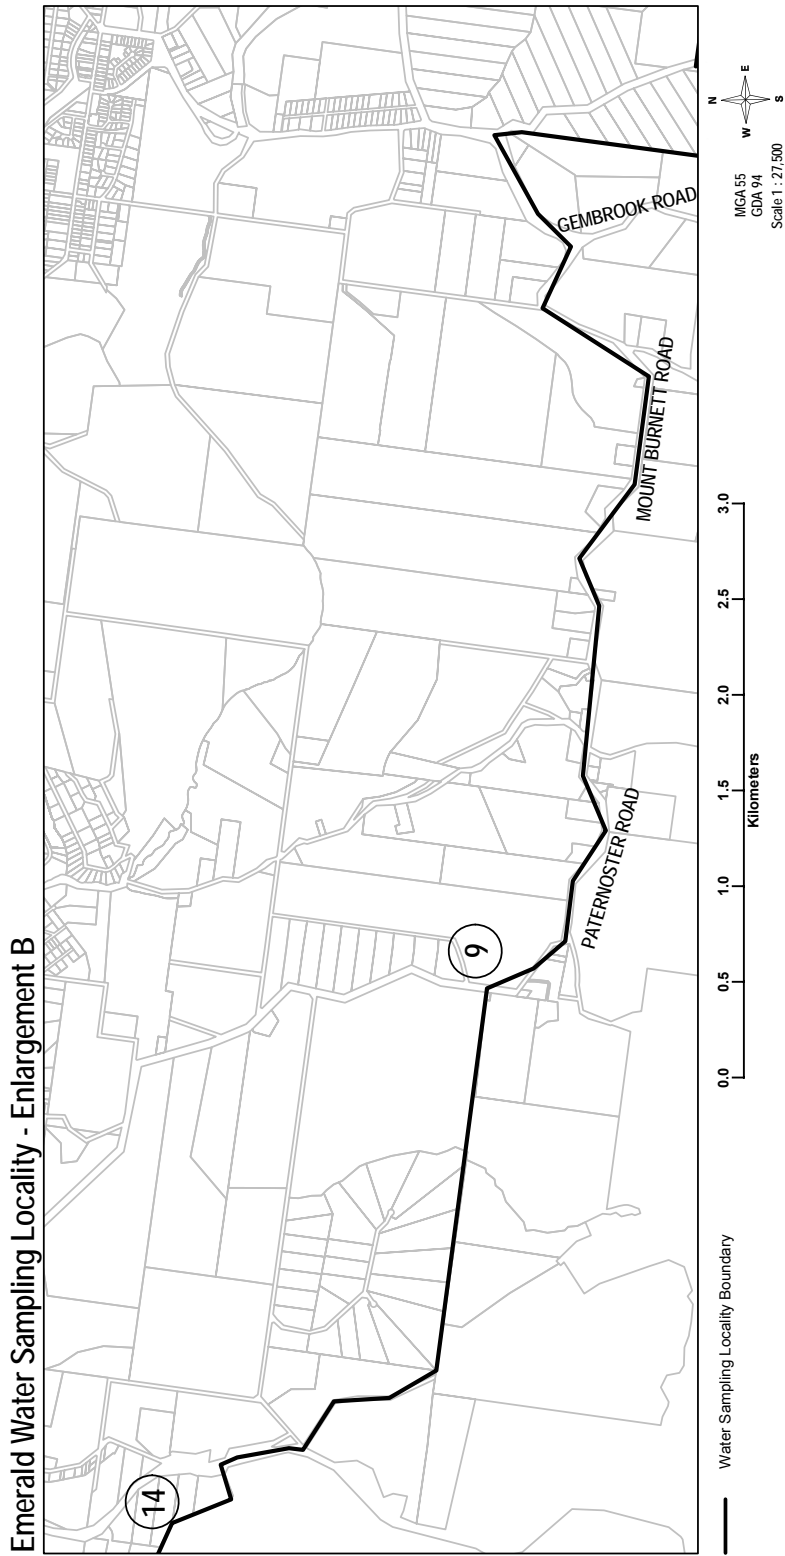 Emerald Water Sampling Locality - Enlargement B
14
9
PATERNOSTER ROAD
MOUNT BURNETT ROAD
GEMBROOK ROAD
Water Sampling Locality Boundary
0.0 0.5 1.0 1.5 2.0 2.5 3.0
Kilometers
N
W E
S
MGA 55
GDA 94
Scale 1 : 27,500